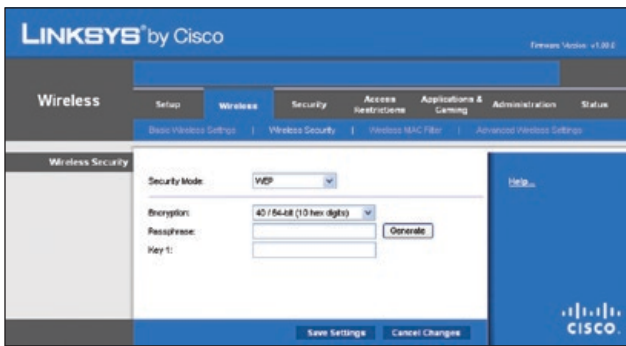 LINKSYS® by Cisco
Firmware Version: v1.00.0
Wireless
Setup
Wireless
Security
Access Restrictions
Applications & Gaming
Administration
Status
Basic Wireless Settings | Wireless Security | Wireless MAC Filter | Advanced Wireless Settings
Wireless Security
Security Mode: WEP
Help...
Encryption: 40 / 64-bit (10 hex digits)
Passphrase: Generate
Key 1:
Save Settings
Cancel Changes
CISCO.